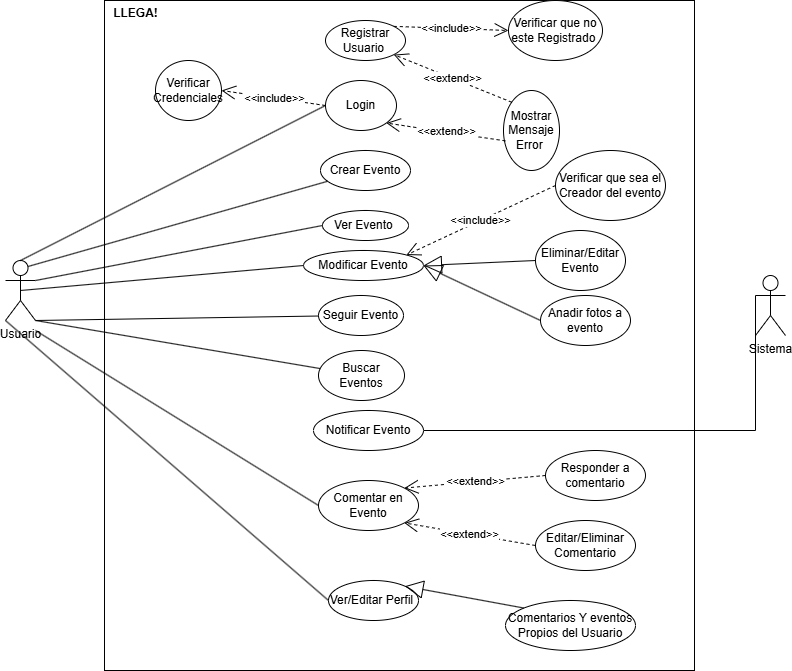 LLEGA!
Registrar
Usuario
<<include>>
Verificar que no
este Registrado
<<extend>>
Verificar
Credenciales
<<include>>
Login
<<extend>>
Mostrar
Mensaje
Error
Crear Evento
Verificar que sea el
Creador del evento
<<include>>
Ver Evento
Modificar Evento
Eliminar/Editar
Evento
Seguir Evento
Anadir fotos a
evento
Usuario
Sistema
Buscar
Eventos
Notificar Evento
Comentar en
Evento
<<extend>>
Responder a
comentario
<<extend>>
Editar/Eliminar
Comentario
Ver/Editar Perfil
Comentarios Y eventos
Propios del Usuario